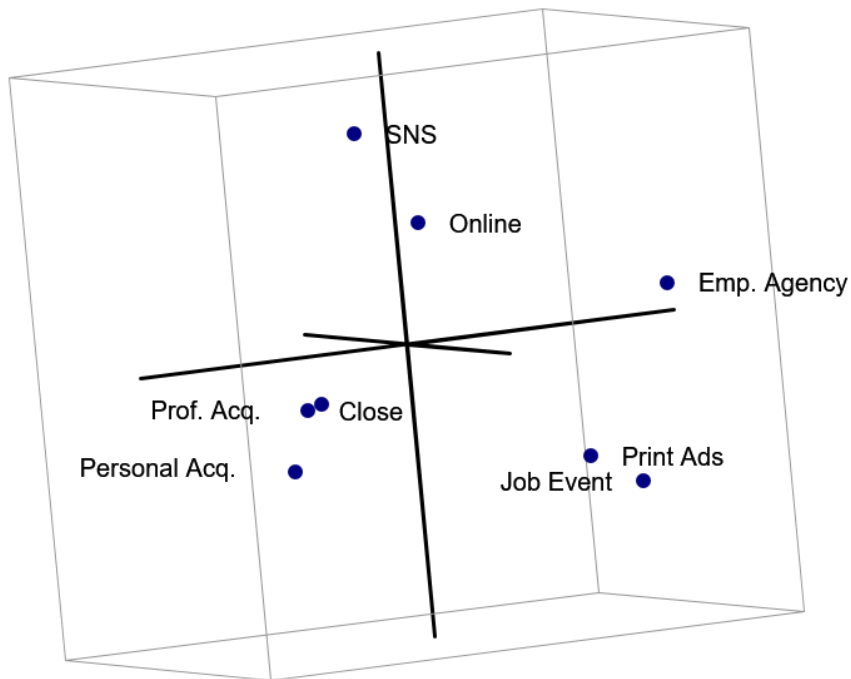 SNS
Online
Emp. Agency
Prof. Acq.
Close
Personal Acq.
Print Ads
Job Event